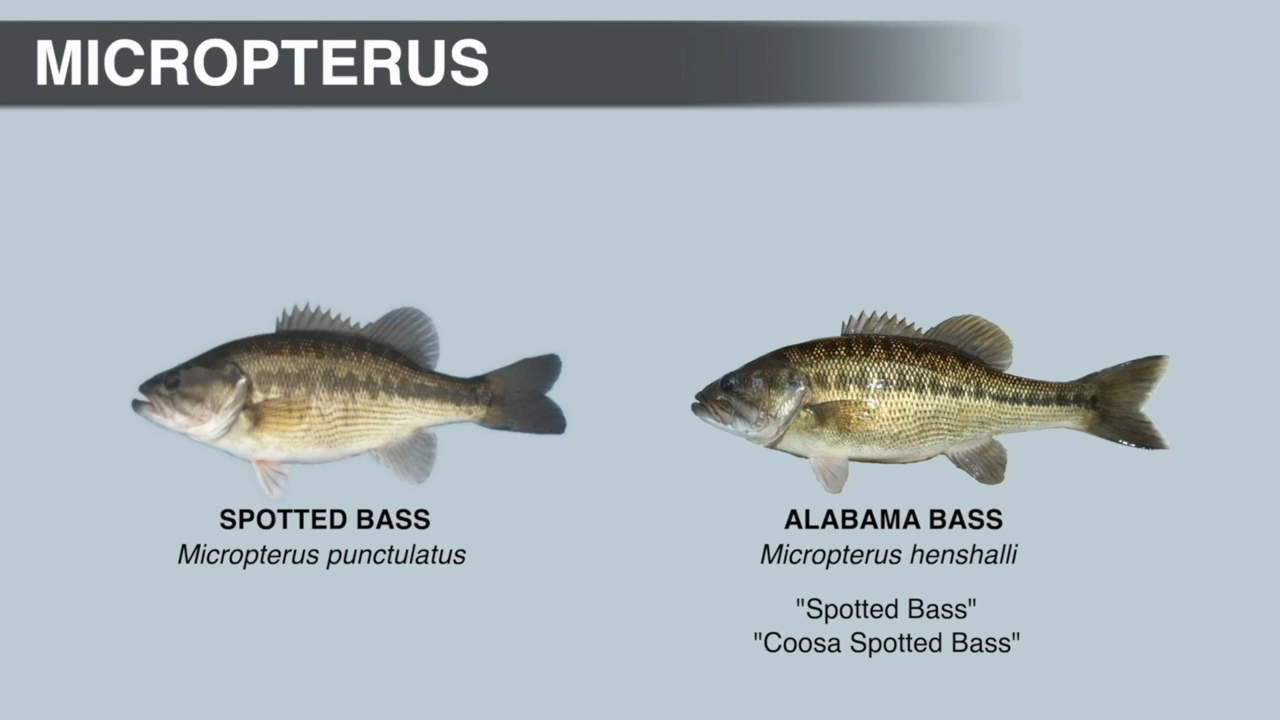 MICROPTERUS
SPOTTED BASS
Micropterus punctulatus
ALABAMA BASS
Micropterus henshalli
"Spotted Bass"
"Coosa Spotted Bass"